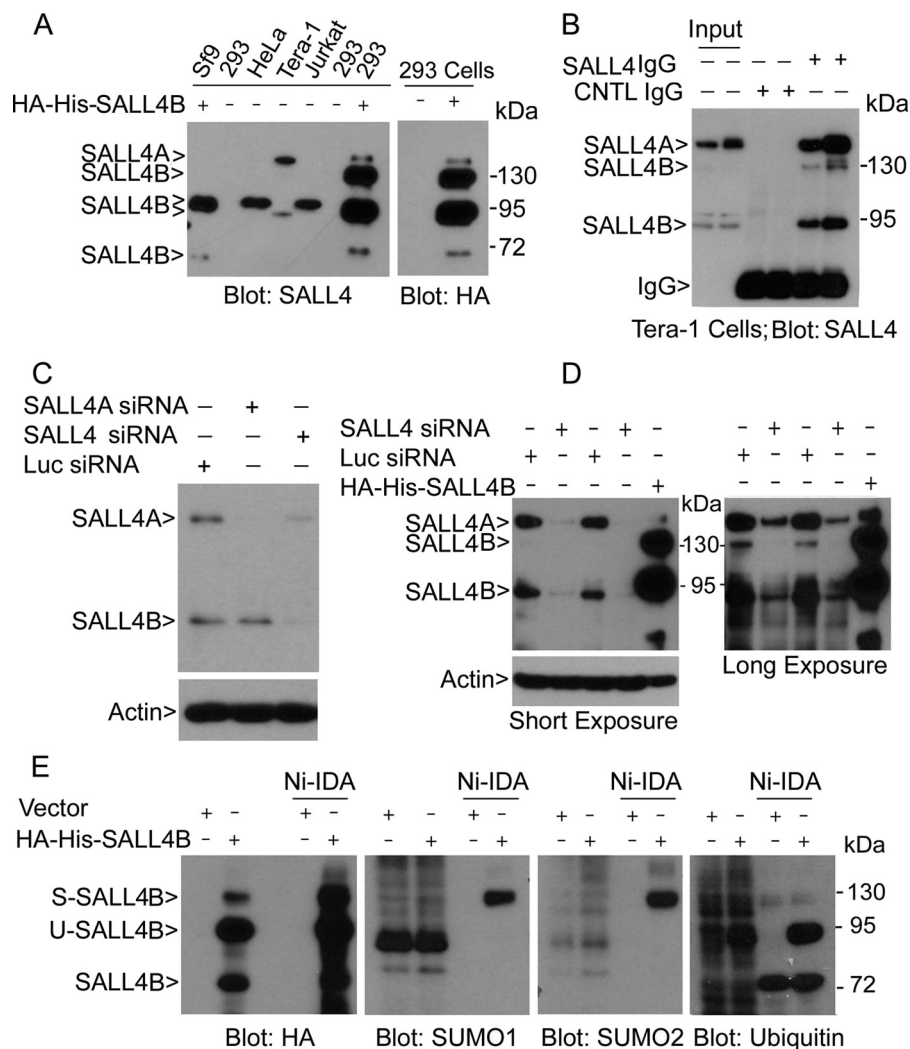 A
Sf9 293 HeLa Tera-1 Jurkat 293 293
293 Cells
HA-His-SALL4B + - - - - - + - +
kDa
SALL4A>
SALL4B>
-130
SALL4B>
-95
SALL4B>
-72
Blot: SALL4
Blot: HA
B
Input
SALL4 IgG – – – – + +
CNTL IgG – – + + – –
kDa
SALL4A>
SALL4B>
-130
SALL4B>
-95
IgG>
Tera-1 Cells; Blot: SALL4
C
SALL4A siRNA – + –
SALL4 siRNA – – +
Luc siRNA + – –
SALL4A>
SALL4B>
Actin>
D
SALL4 siRNA - + - + - - + - + -
Luc siRNA + - + - - + - + - -
HA-His-SALL4B - - - - + - - - - +
kDa
SALL4A>
SALL4B>
-130-
SALL4B>
- 95 -
Actin>
Short Exposure
Long Exposure
E
Ni-IDA Ni-IDA Ni-IDA Ni-IDA
Vector + - + - + - + - + - + - + - + -
HA-His-SALL4B - + - + - + - + - + - + - + - +
kDa
S-SALL4B>
- 130
U-SALL4B>
- 95
SALL4B>
- 72
Blot: HA
Blot: SUMO1
Blot: SUMO2
Blot: Ubiquitin